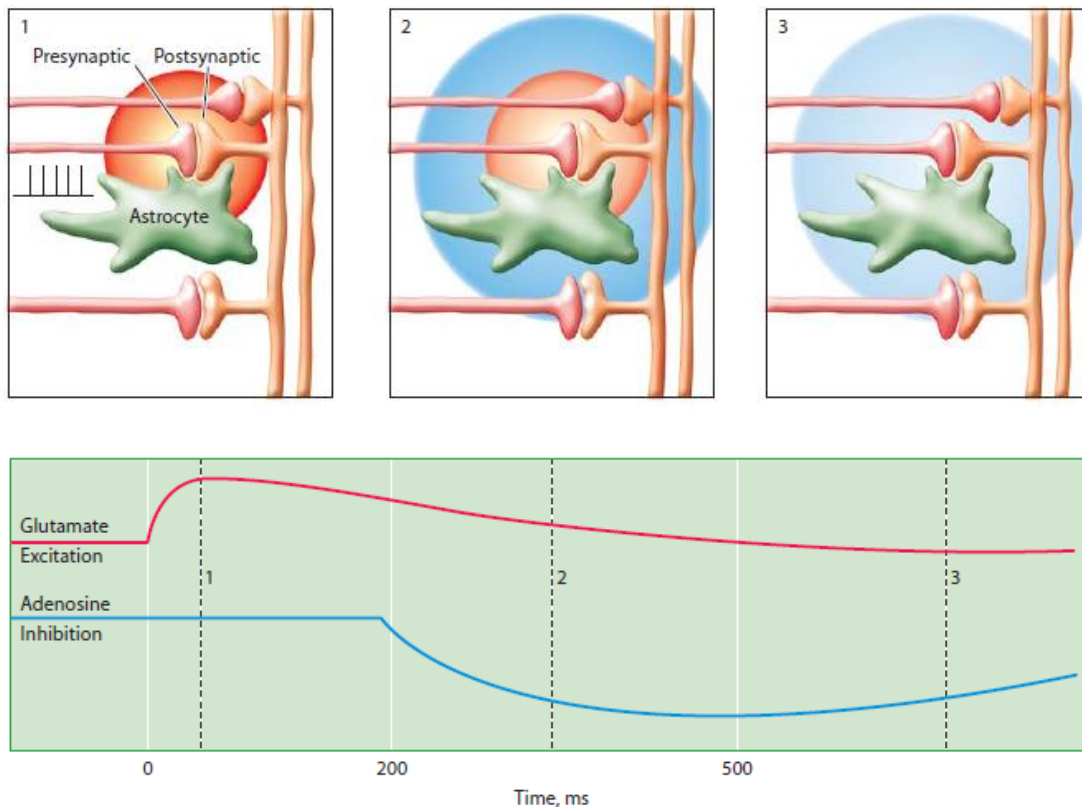 1
Presynaptic Postsynaptic
Astrocyte
2
3
Glutamate
Excitation
Adenosine
Inhibition
1
2
3
0 200 500
Time, ms